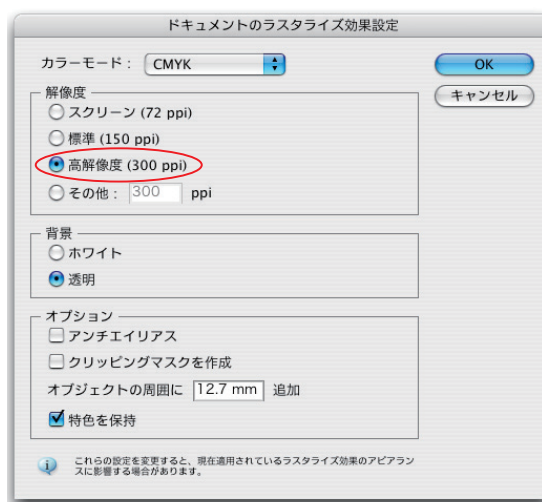 ドキュメントのラスタライズ効果設定
カラーモード： CMYK
OK
キャンセル
解像度
スクリーン (72 ppi)
標準 (150 ppi)
高解像度 (300 ppi)
その他： 300 ppi
背景
ホワイト
透明
オプション
アンチエイリアス
クリッピングマスクを作成
オブジェクトの周囲に 12.7 mm 追加
特色を保持
これらの設定を変更すると、現在適用されているラスタライズ効果のアピアラン
スに影響する場合があります。